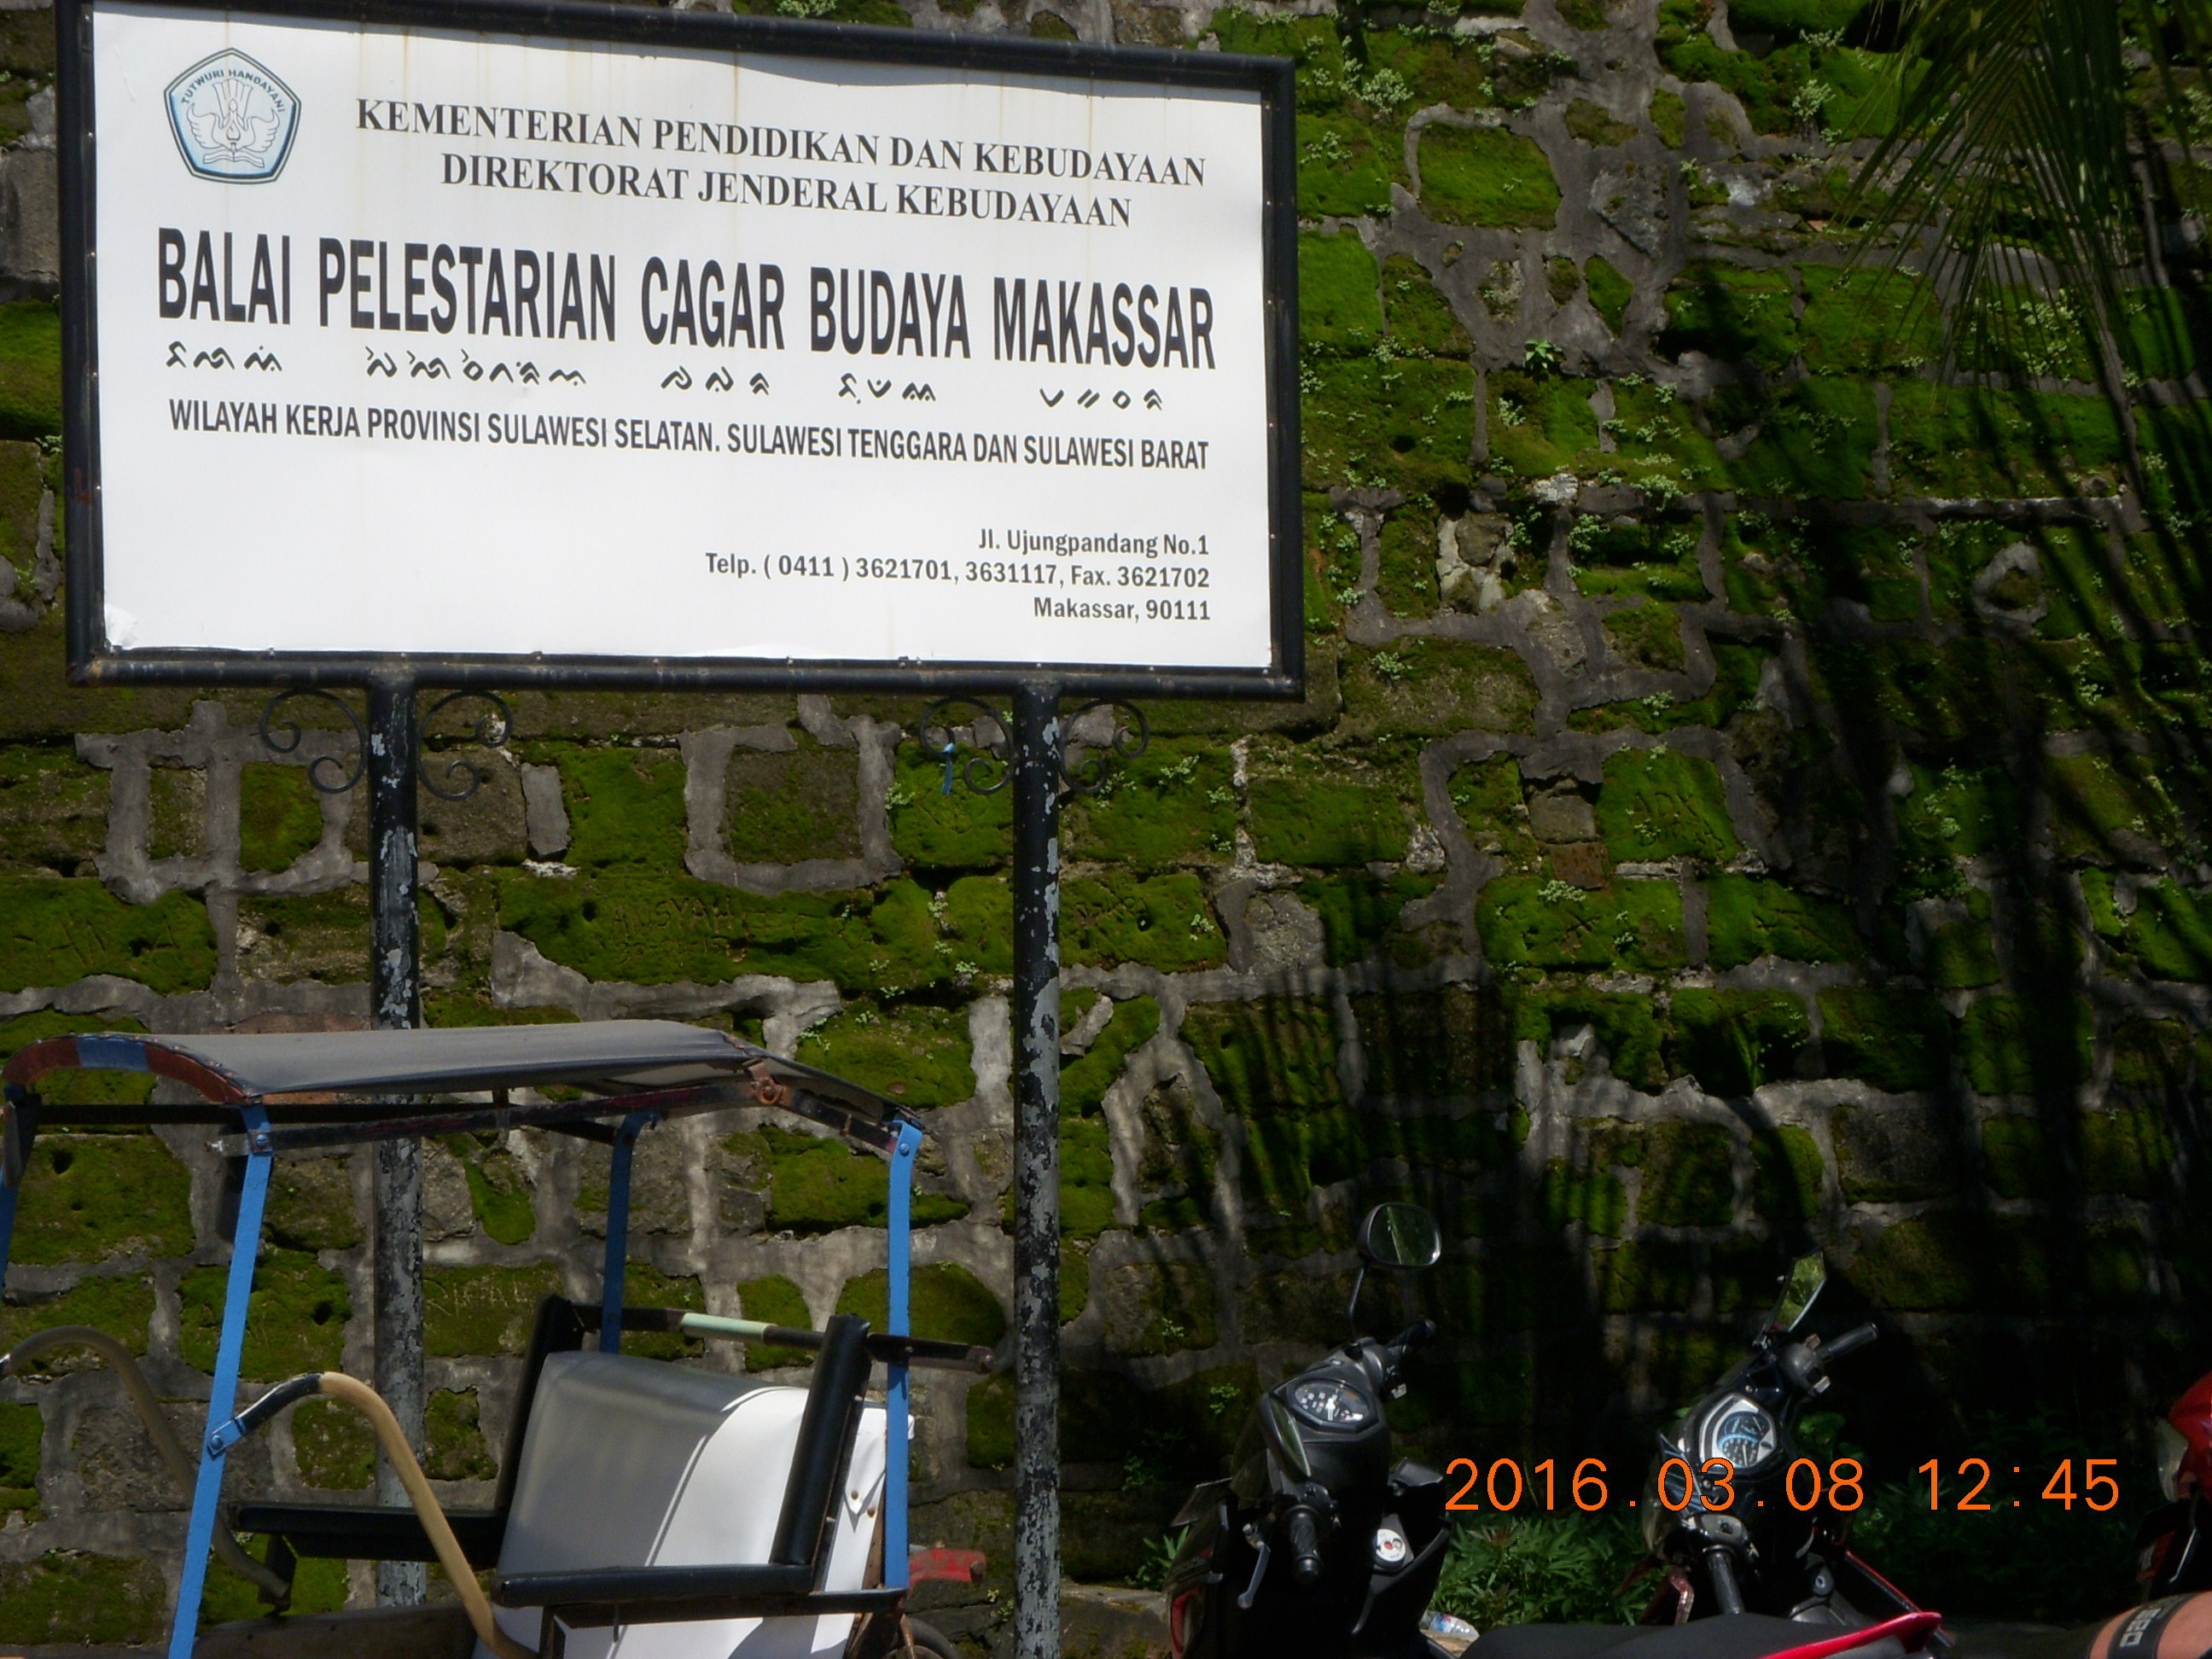 TUT WURI HANDAYANI
KEMENTERIAN PENDIDIKAN DAN KEBUDAYAAN
DIREKTORAT JENDERAL KEBUDAYAAN
BALAI PELESTARIAN CAGAR BUDAYA MAKASSAR
WILAYAH KERJA PROVINSI SULAWESI SELATAN. SULAWESI TENGGARA DAN SULAWESI BARAT
Jl. Ujungpandang No.1
Telp. ( 0411 ) 3621701, 3631117, Fax. 3621702
Makassar, 90111
2016.03.08 12:45